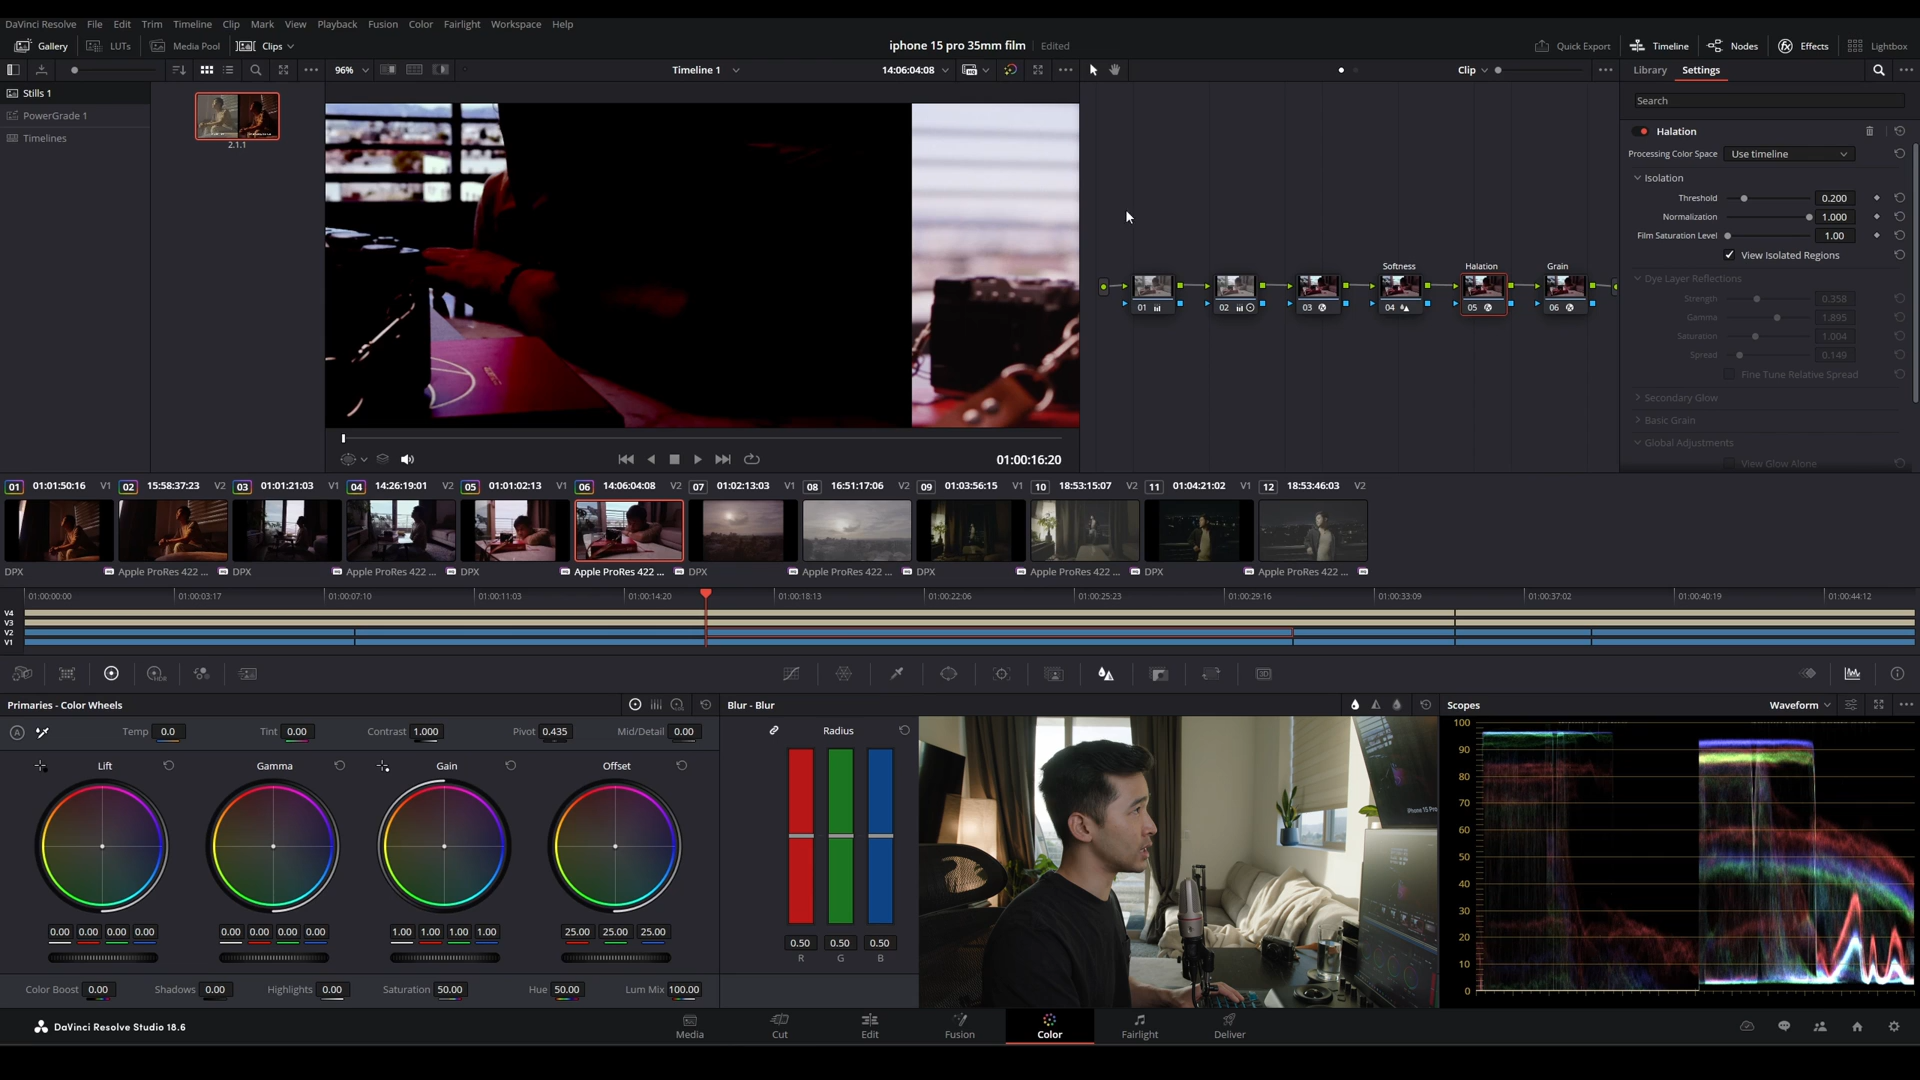 DaVinci Resolve File Edit Trim Timeline Clip Mark View Playback Fusion Color Fairlight Workspace Help
Gallery LUTs Media Pool Clips iphone 15 pro 35mm film Edited Quick Export Timeline Nodes Effects Lightbox
96% Timeline 1 14:06:04:08 Clip Library Settings
Stills 1
PowerGrade 1
Timelines
2.1.1
Search
Halation
Processing Color Space Use timeline
Isolation
Threshold 0.200
Normalization 1.000
Film Saturation Level 1.00
View Isolated Regions
Dye Layer Reflections
Strength 0.358
Gamma 1.895
Saturation 1.004
Spread 0.149
Fine Tune Relative Spread
Secondary Glow
Basic Grain
Global Adjustments
View Glow Alone
Softness Halation Grain
01 02 03 04 05 06
01:00:16:20
01 01:01:50:16 V1 02 15:58:37:23 V2 03 01:01:21:03 V1 04 14:26:19:01 V2 05 01:01:02:13 V1 06 14:06:04:08 V2 07 01:02:13:03 V1 08 16:51:17:06 V2 09 01:03:56:15 V1 10 18:53:15:07 V2 11 01:04:21:02 V1 12 18:53:46:03 V2
DPX Apple ProRes 422 ... DPX Apple ProRes 422 ... DPX Apple ProRes 422 ... DPX Apple ProRes 422 ... DPX Apple ProRes 422 ... DPX Apple ProRes 422 ...
01:00:00:00 01:00:03:17 01:00:07:10 01:00:11:03 01:00:14:20 01:00:18:13 01:00:22:06 01:00:25:23 01:00:29:16 01:00:33:09 01:00:37:02 01:00:40:19 01:00:44:12
V4
V3
V2
V1
Primaries - Color Wheels
Temp 0.0 Tint 0.00 Contrast 1.000 Pivot 0.435 Mid/Detail 0.00
Lift Gamma Gain Offset
0.00 0.00 0.00 0.00 0.00 0.00 0.00 0.00 1.00 1.00 1.00 1.00 25.00 25.00 25.00
Color Boost 0.00 Shadows 0.00 Highlights 0.00 Saturation 50.00 Hue 50.00 Lum Mix 100.00
Blur - Blur
Radius
0.50 0.50 0.50
R G B
iPhone 15 Pro
Scopes Waveform
100
90
80
70
60
50
40
30
20
10
0
DaVinci Resolve Studio 18.6
Media Cut Edit Fusion Color Fairlight Deliver